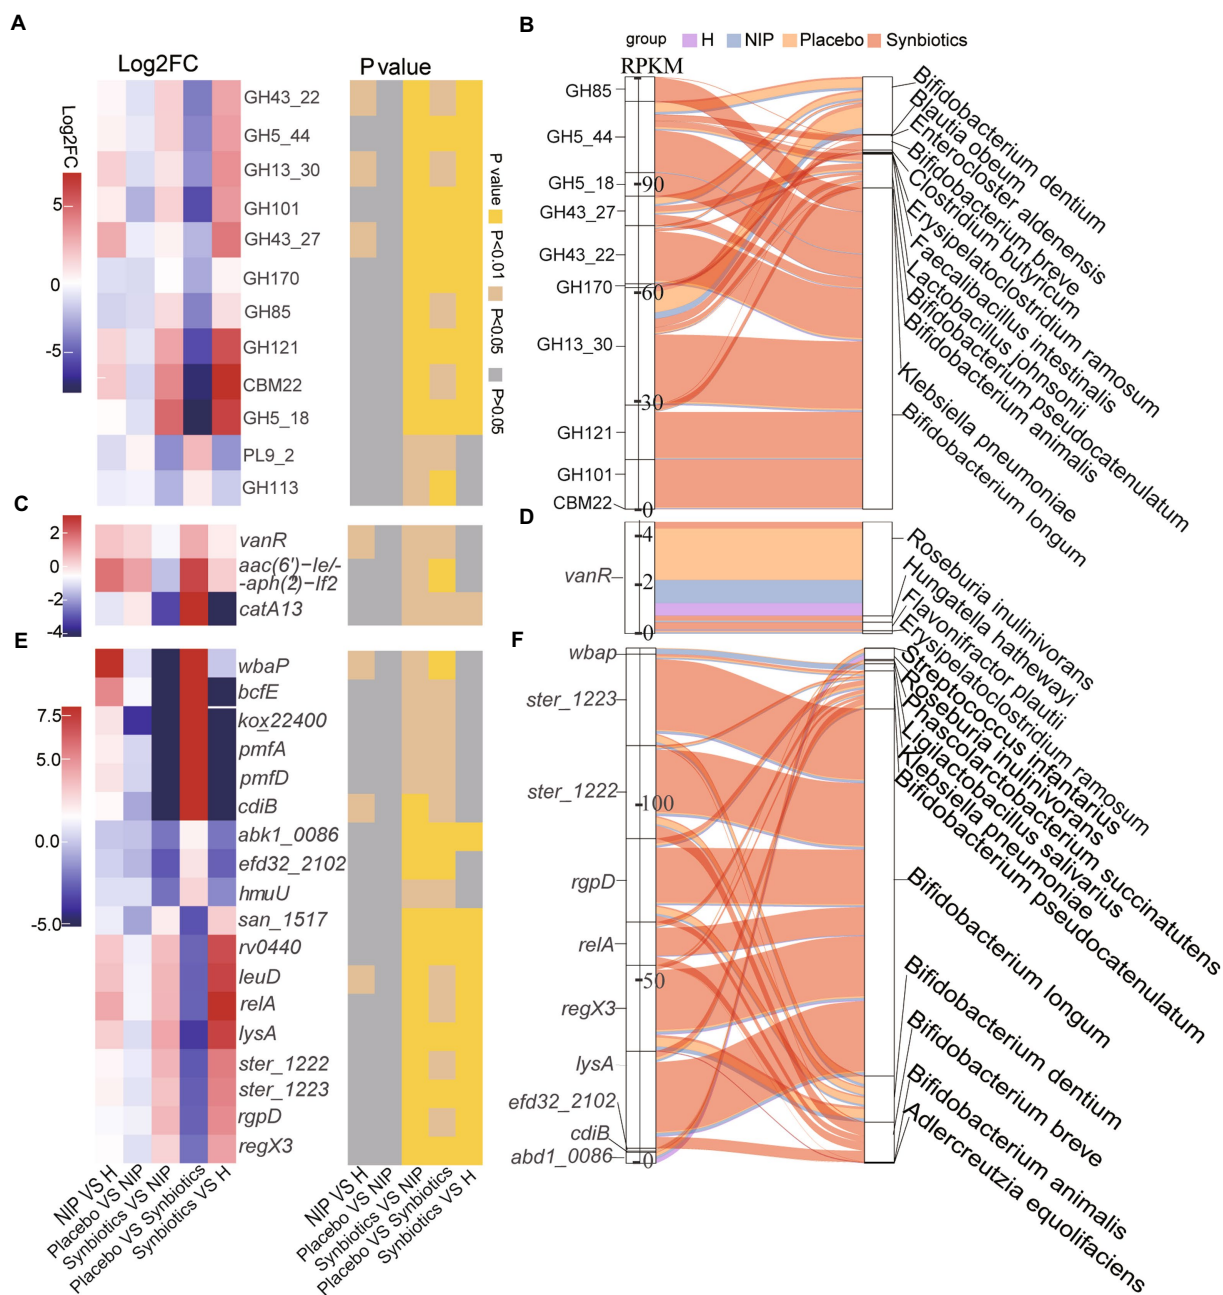 A
Log2FC
P value
Log2FC
5
0
-5
GH43_22
GH5_44
GH13_30
GH101
GH43_27
GH170
GH85
GH121
CBM22
GH5_18
PL9_2
GH113
P value
P<0.01
P<0.05
P>0.05
B
group
H
NIP
Placebo
Synbiotics
RPKM
GH85
GH5_44
GH5_18
GH43_27
GH43_22
GH170
GH13_30
GH121
GH101
CBM22
90
60
30
0
Bifidobacterium dentium
Blautia obeum
Enterocloster aldenensis
Bifidobacterium breve
Clostridium butyricum
Erysipelatoclostridium ramosum
Faecalibacillus intestinalis
Lactobacillus johnsonii
Bifidobacterium pseudocatenulatum
Bifidobacterium animalis
Klebsiella pneumoniae
Bifidobacterium longum
C
2
0
-2
-4
vanR
aac(6')−Ie/-
-aph(2)−If2
catA13
D
vanR
4
2
0
Roseburia inulinivorans
Hungatella hathewayi
Flavonifractor plautii
Erysipelatoclostridium ramosum
E
7.5
5.0
0.0
-5.0
wbaP
bcfE
kox22400
pmfA
pmfD
cdiB
abk1_0086
efd32_2102
hmuU
san_1517
rv0440
leuD
relA
lysA
ster_1222
ster_1223
rgpD
regX3
NIP VS H
Placebo VS NIP
Synbiotics VS NIP
Placebo VS Synbiotics
Synbiotics VS H
NIP VS H
Placebo VS NIP
Synbiotics VS NIP
Placebo VS Synbiotics
Synbiotics VS H
F
wbap
ster_1223
ster_1222
rgpD
relA
regX3
lysA
efd32_2102
cdiB
abd1_0086
100
50
0
Streptococcus infantarius
Roseburia inulinivorans
Phascolarctobacterium succinatutens
Ligilactobacillus salivarius
Klebsiella pneumoniae
Bifidobacterium pseudocatenulatum
Bifidobacterium longum
Bifidobacterium dentium
Bifidobacterium breve
Bifidobacterium animalis
Adlercreutzia equolifaciens